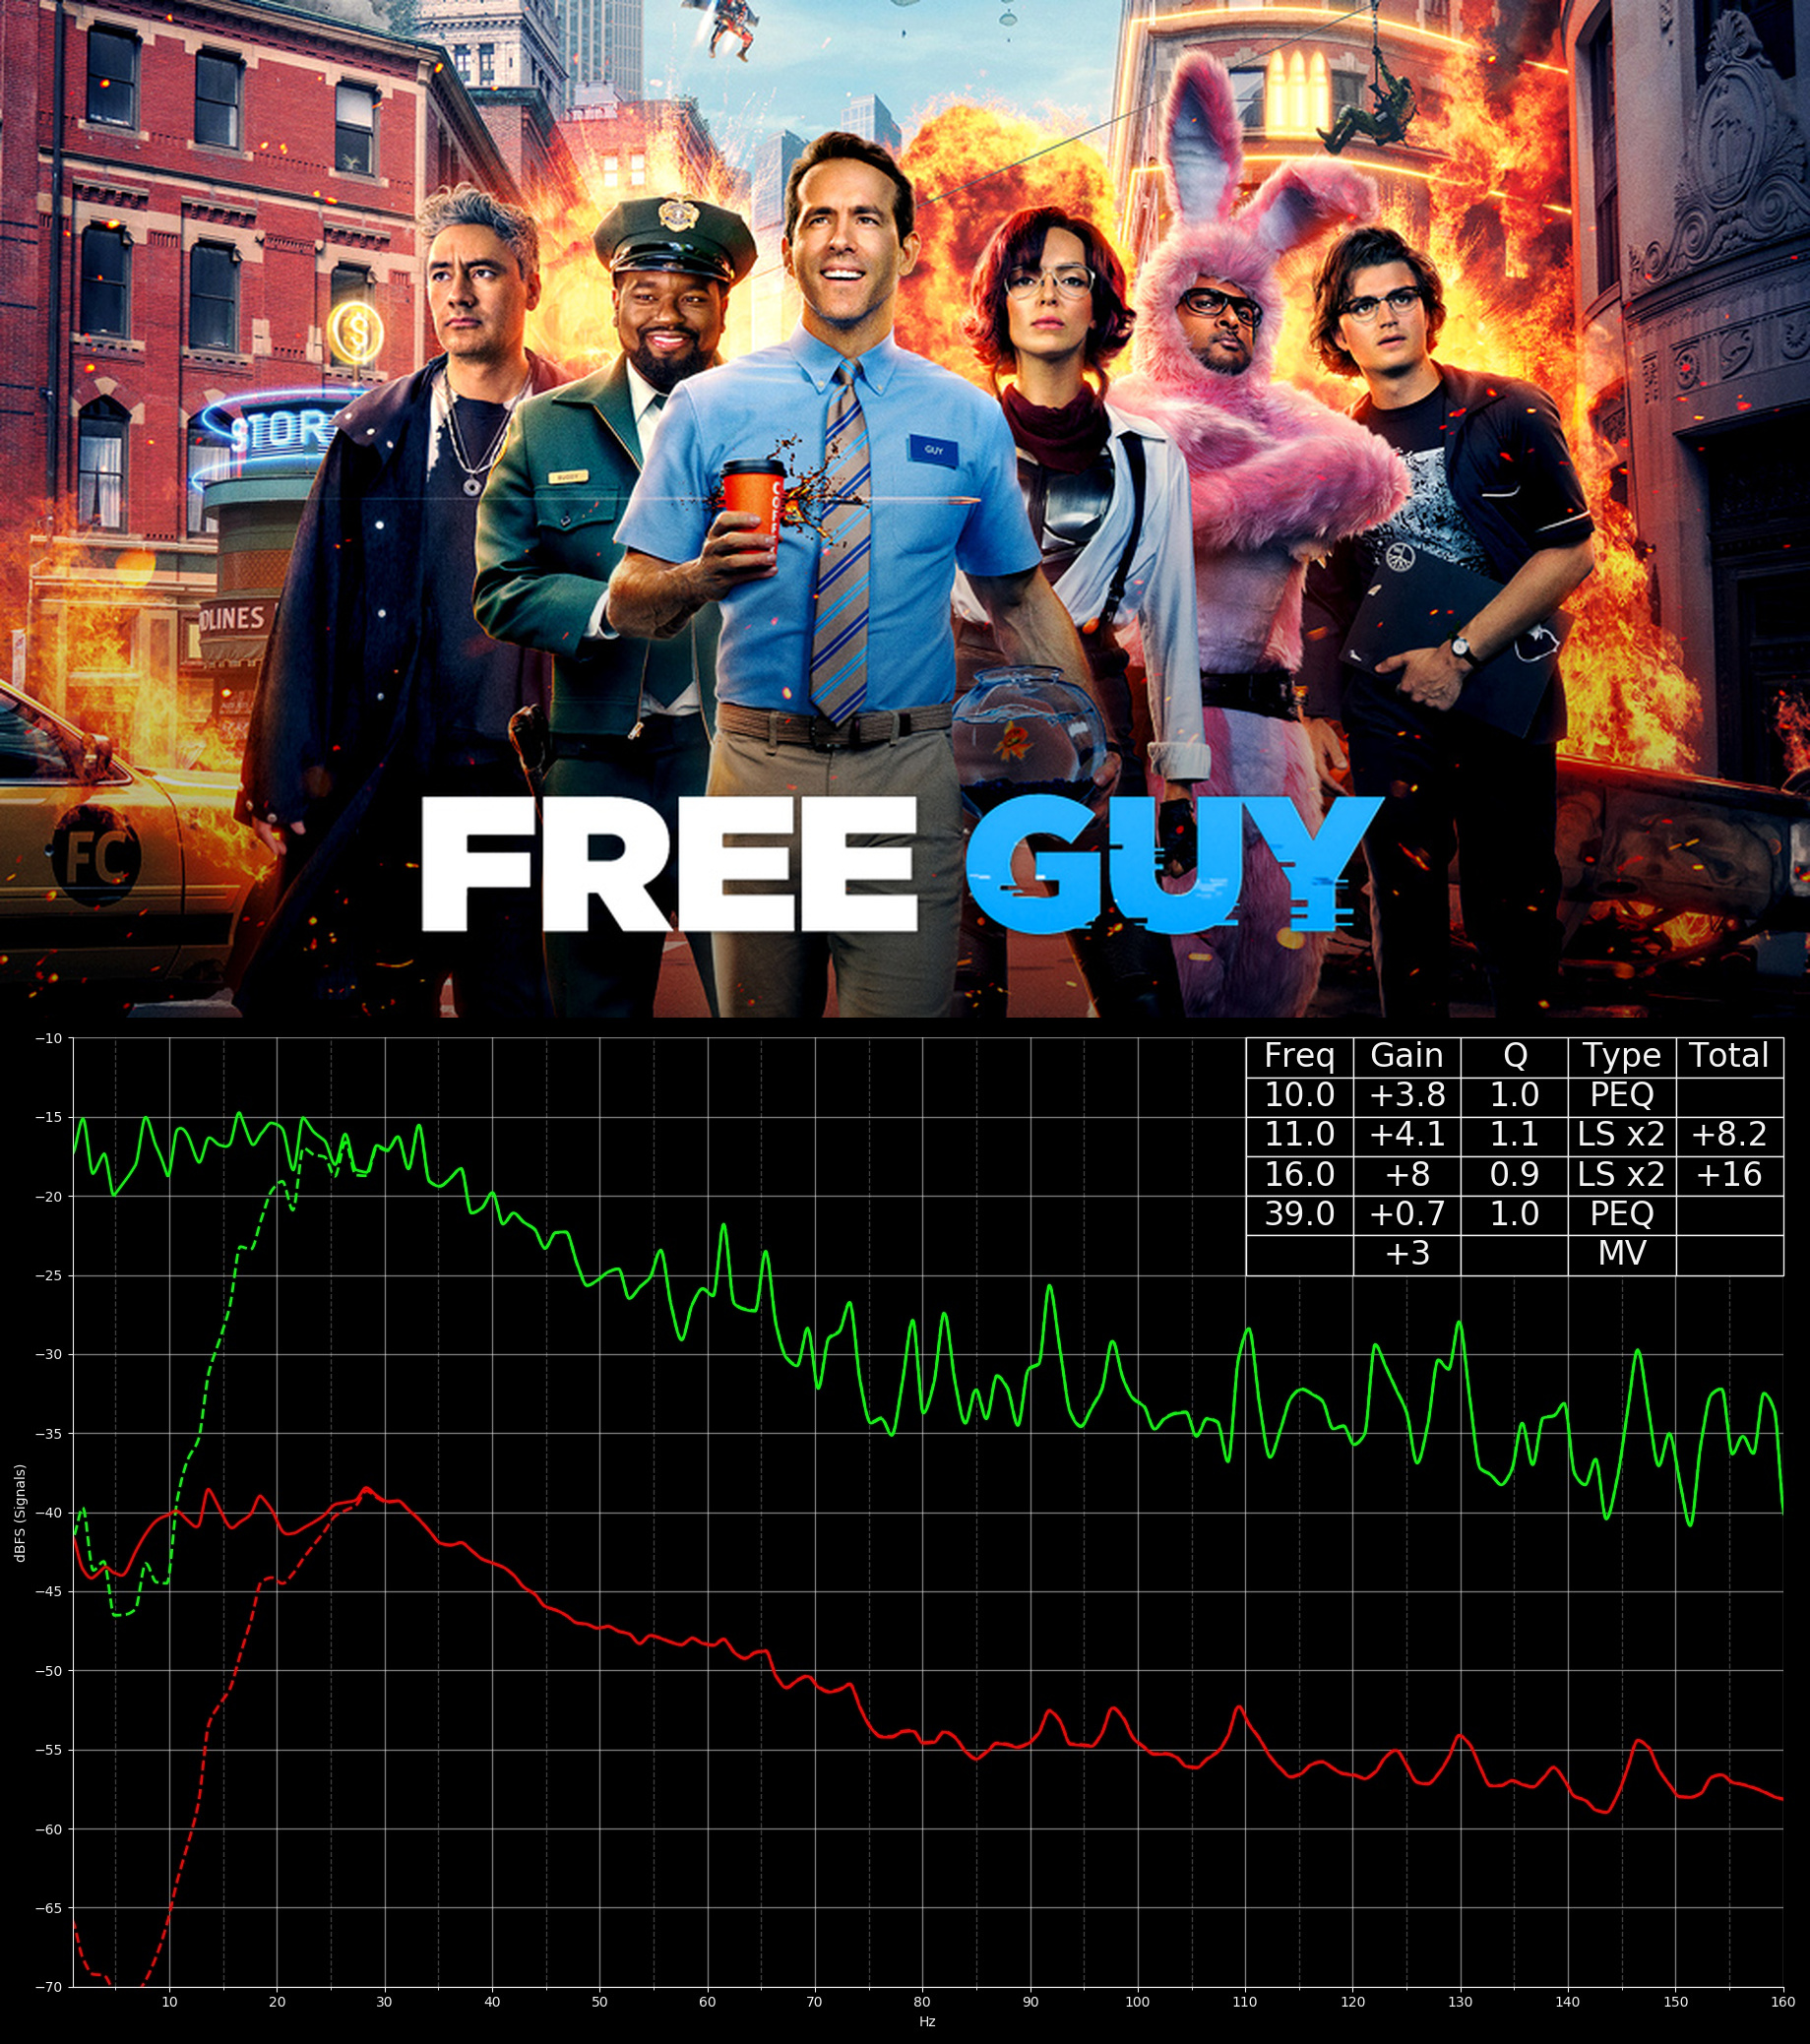 $
STOR
DLINES
BUDDY
GUY
COFFE
FC
FREE GUY
Freq Gain Q Type Total
10.0 +3.8 1.0 PEQ
11.0 +4.1 1.1 LS x2 +8.2
16.0 +8 0.9 LS x2 +16
39.0 +0.7 1.0 PEQ
+3 MV
−10
−15
−20
−25
−30
−35
−40
−45
−50
−55
−60
−65
−70
dBFS (Signals)
10 20 30 40 50 60 70 80 90 100 110 120 130 140 150 160
Hz